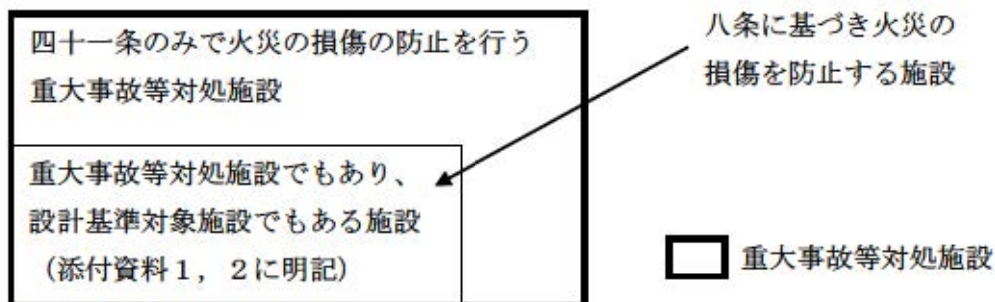 四十一条のみで火災の損傷の防止を行う
重大事故等対処施設
重大事故等対処施設でもあり、
設計基準対象施設でもある施設
（添付資料１，２に明記）
八条に基づき火災の
損傷を防止する施設
重大事故等対処施設